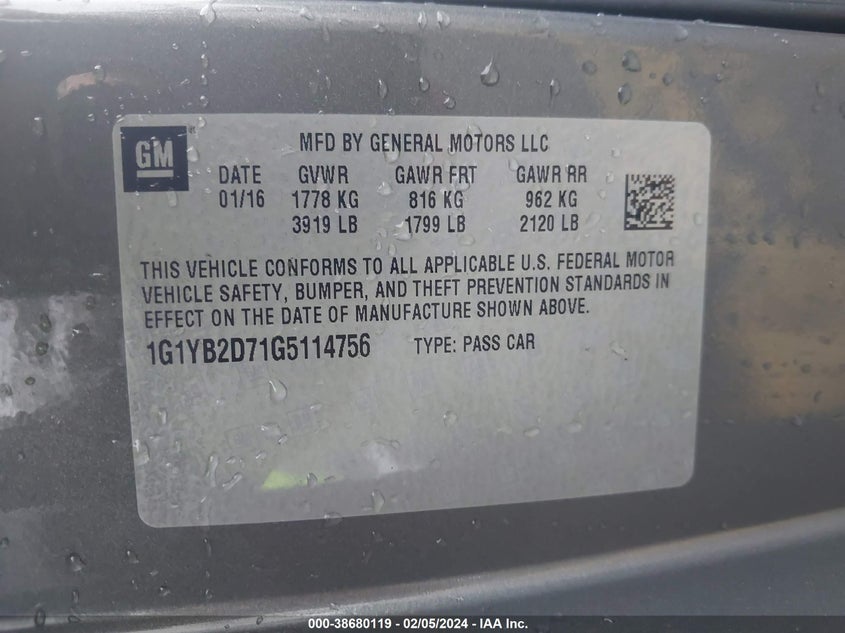 GM ®
MFD BY GENERAL MOTORS LLC
DATE GVWR GAWR FRT GAWR RR
01/16 1778 KG 816 KG 962 KG
3919 LB 1799 LB 2120 LB
THIS VEHICLE CONFORMS TO ALL APPLICABLE U.S. FEDERAL MOTOR
VEHICLE SAFETY, BUMPER, AND THEFT PREVENTION STANDARDS IN
EFFECT ON THE DATE OF MANUFACTURE SHOWN ABOVE.
1G1YB2D71G5114756 TYPE: PASS CAR
000-38680119 - 02/05/2024 - IAA Inc.